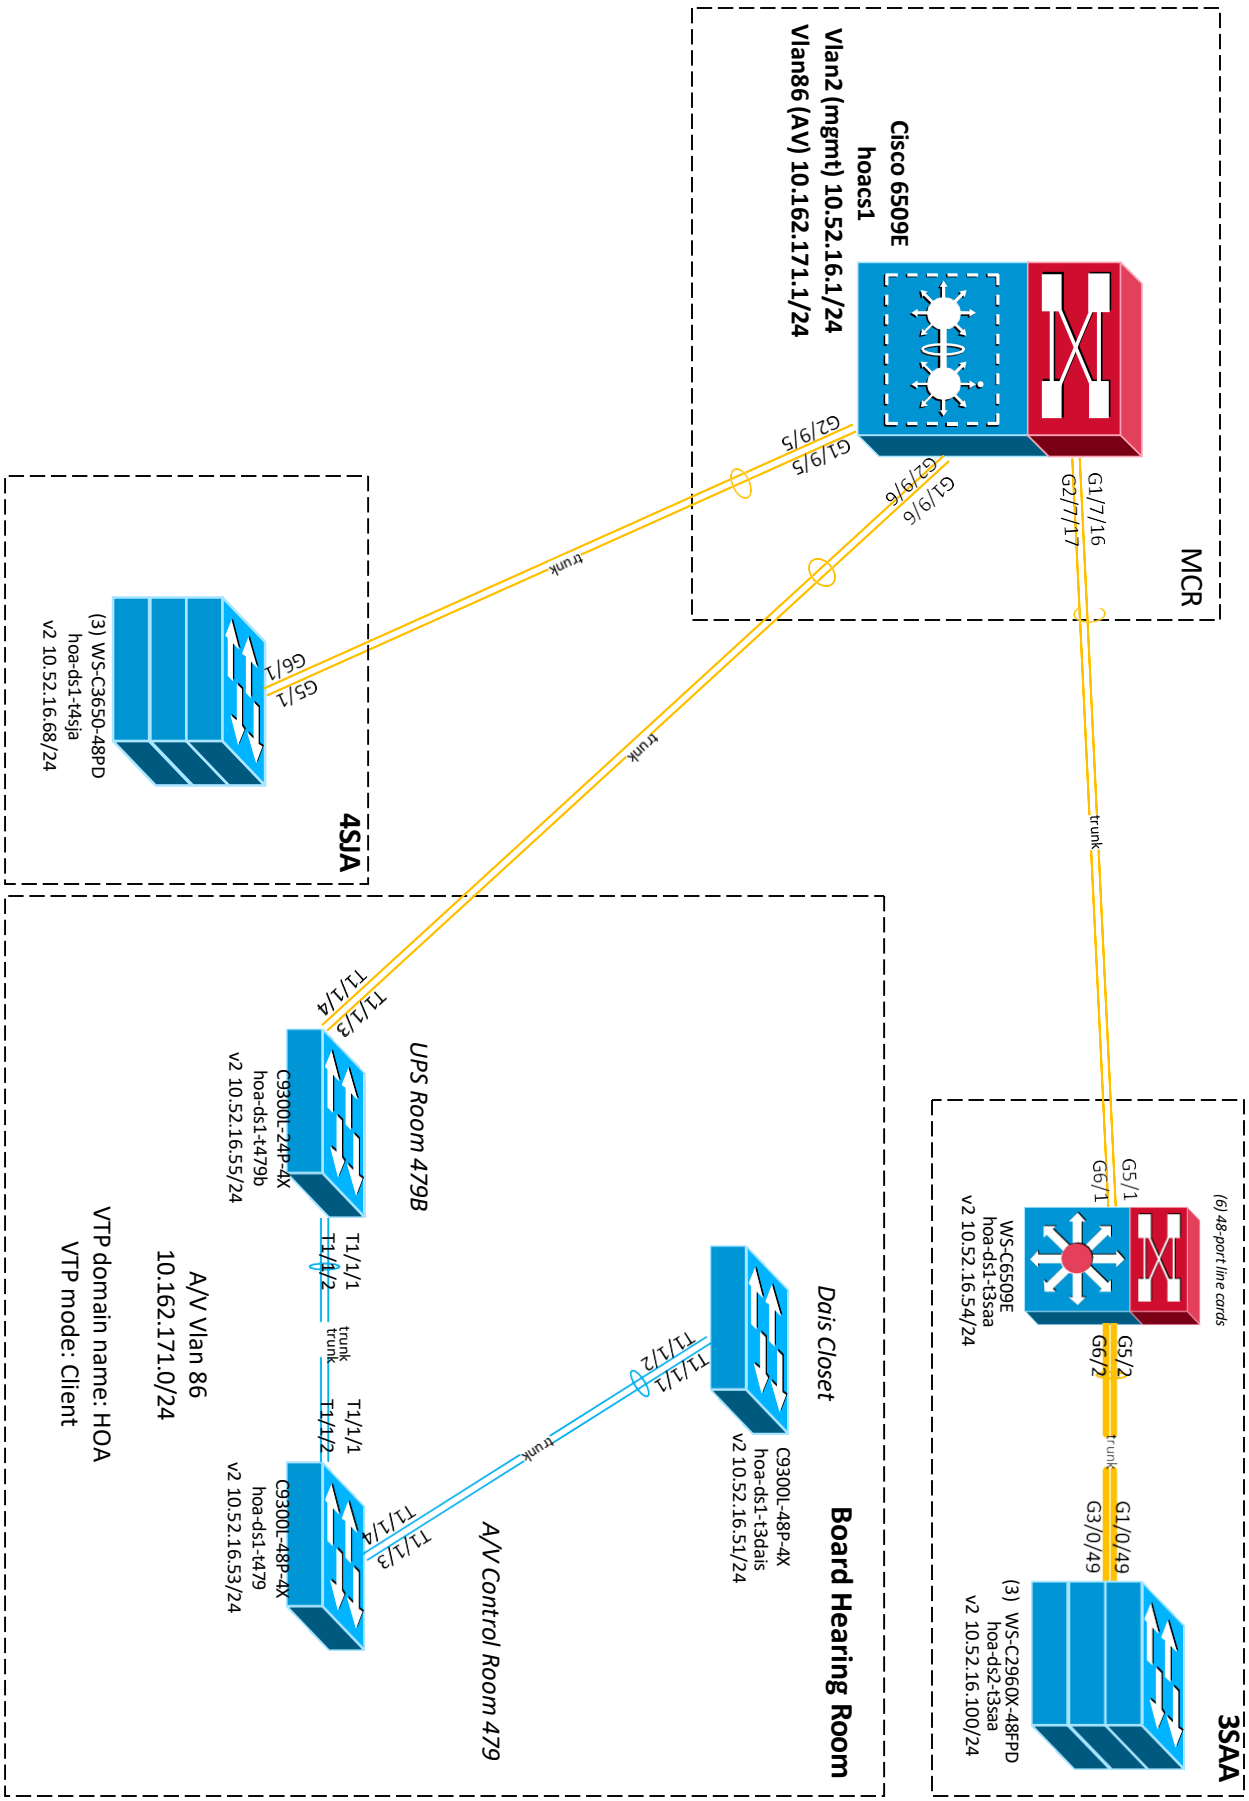 MCR
Cisco 6509E
hoacs1
Vlan2 (mgmt) 10.52.16.1/24
Vlan86 (AV) 10.162.171.1/24
G1/7/16
G2/7/17
G1/9/6
G2/9/6
G1/9/5
G2/9/5
trunk
trunk
trunk
4SJA
G5/1
G6/1
(3) WS-C3650-48PD
hoa-ds1-t4sja
v2 10.52.16.68/24
3SAA
(6) 48-port line cards
G5/1
G6/1
WS-C6509E
hoa-ds1-t3saa
v2 10.52.16.54/24
G5/2
G6/2
trunk
G1/0/49
G3/0/49
(3) WS-C2960X-48FPD
hoa-ds2-t3saa
v2 10.52.16.100/24
Board Hearing Room
Dais Closet
C9300L-48P-4X
hoa-ds1-t3dais
v2 10.52.16.51/24
T1/1/1
T1/1/2
trunk
UPS Room 479B
T1/1/3
T1/1/4
C9300L-24P-4X
hoa-ds1-t479b
v2 10.52.16.55/24
T1/1/1
T1/1/2
trunk
trunk
T1/1/1
T1/1/2
A/V Control Room 479
T1/1/3
T1/1/4
C9300L-48P-4X
hoa-ds1-t479
v2 10.52.16.53/24
A/V Vlan 86
10.162.171.0/24
VTP domain name: HOA
VTP mode: Client